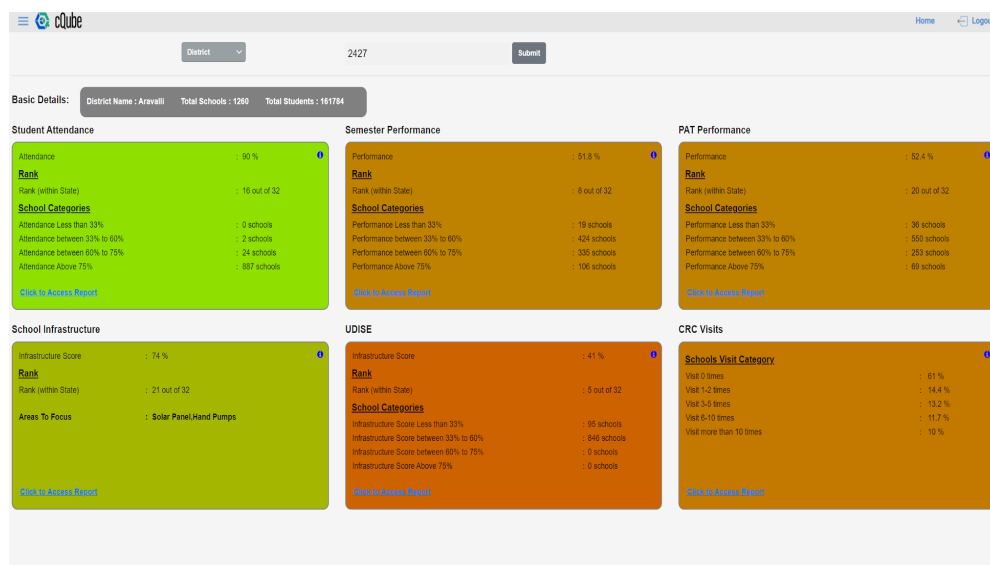 cQube
Home
Logou
District
2427
Submit
Basic Details:
District Name : Aravalli Total Schools : 1260 Total Students : 161784
Student Attendance
Attendance : 90 %
Rank
Rank (within State) : 16 out of 32
School Categories
Attendance Less than 33% : 0 schools
Attendance between 33% to 60% : 2 schools
Attendance between 60% to 75% : 24 schools
Attendance Above 75% : 887 schools
Click to Access Report
Semester Performance
Performance : 51.8 %
Rank
Rank (within State) : 8 out of 32
School Categories
Performance Less than 33% : 19 schools
Performance between 33% to 60% : 424 schools
Performance between 60% to 75% : 335 schools
Performance Above 75% : 106 schools
Click to Access Report
PAT Performance
Performance : 52.4 %
Rank
Rank (within State) : 20 out of 32
School Categories
Performance Less than 33% : 36 schools
Performance between 33% to 60% : 550 schools
Performance between 60% to 75% : 253 schools
Performance Above 75% : 69 schools
Click to Access Report
School Infrastructure
Infrastructure Score : 74 %
Rank
Rank (within State) : 21 out of 32
Areas To Focus : Solar Panel,Hand Pumps
Click to Access Report
UDISE
Infrastructure Score : 41 %
Rank
Rank (within State) : 5 out of 32
School Categories
Infrastructure Score Less than 33% : 95 schools
Infrastructure Score between 33% to 60% : 846 schools
Infrastructure Score between 60% to 75% : 0 schools
Infrastructure Score Above 75% : 0 schools
Click to Access Report
CRC Visits
Schools Visit Category
Visit 0 times : 61 %
Visit 1-2 times : 14.4 %
Visit 3-5 times : 13.2 %
Visit 6-10 times : 11.7 %
Visit more than 10 times : 10 %
Click to Access Report